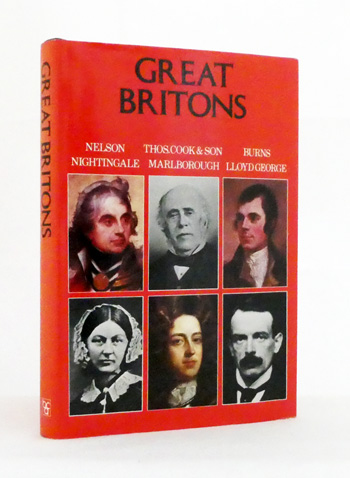 GREAT BRITONS
GREAT
BRITONS
NELSON THOS.COOK & SON BURNS
NIGHTINGALE MARLBOROUGH LLOYD GEORGE